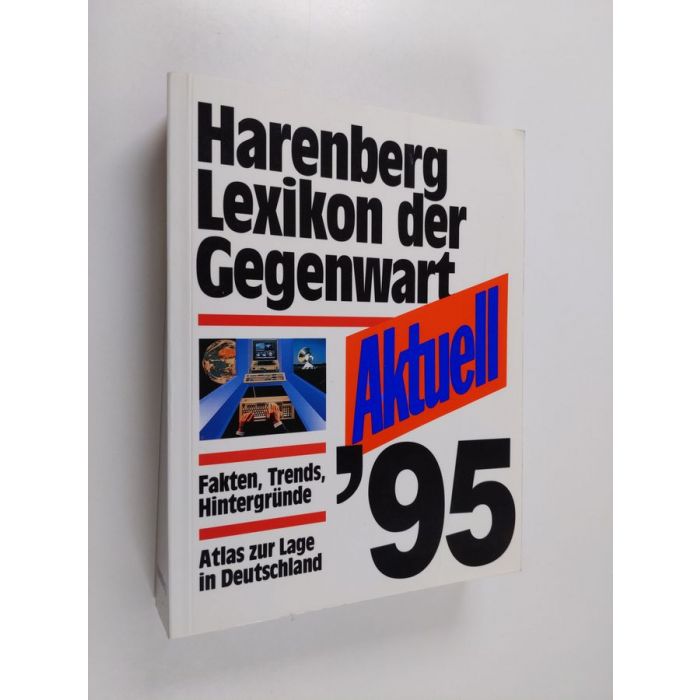 Harenberg
Lexikon der
Gegenwart
Aktuell
'95
Fakten, Trends,
Hintergründe
Atlas zur Lage
in Deutschland